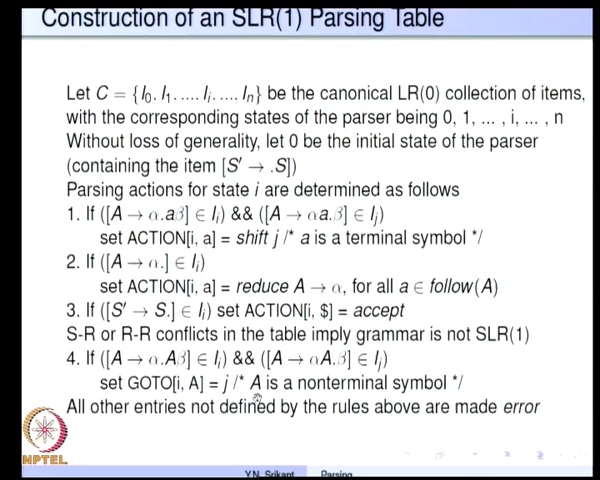 Construction of an SLR(1) Parsing Table
Let C = {I₀. I₁. .... Iᵢ. .... Iₙ} be the canonical LR(0) collection of items,
with the corresponding states of the parser being 0, 1, ... , i, ... , n
Without loss of generality, let 0 be the initial state of the parser
(containing the item [S′ → .S])
Parsing actions for state i are determined as follows
1. If ([A → α.aβ] ∈ Iᵢ) && ([A → αa.β] ∈ Iⱼ)
set ACTION[i, a] = shift j /* a is a terminal symbol */
2. If ([A → α.] ∈ Iᵢ)
set ACTION[i, a] = reduce A → α, for all a ∈ follow(A)
3. If ([S′ → S.] ∈ Iᵢ) set ACTION[i, $] = accept
S-R or R-R conflicts in the table imply grammar is not SLR(1)
4. If ([A → α.Aβ] ∈ Iᵢ) && ([A → αA.β] ∈ Iⱼ)
set GOTO[i, A] = j /* A is a nonterminal symbol */
All other entries not defined by the rules above are made error
NPTEL
Y.N. Srikant Parsing